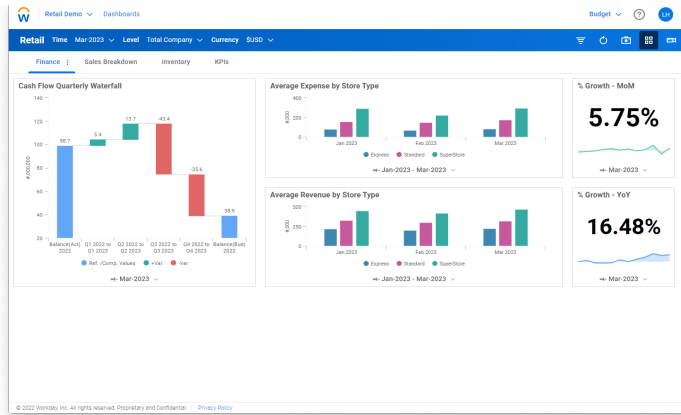 Retail Demo Dashboards Budget ? LH
Retail Time Mar-2023 Level Total Company Currency $USD
Finance Sales Breakdown Inventory KPIs
Cash Flow Quarterly Waterfall
140
120
100
80
60
40
20
#,000,000
98.7
5.4
13.7
-43.4
-35.6
38.9
Balance(Act) 2022
Q1 2022 to Q1 2023
Q2 2022 to Q2 2023
Q3 2022 to Q3 2023
Q4 2022 to Q4 2023
Balance(Bud) 2023
Ref. /Comp. Values +Var -Var
Mar-2023
Average Expense by Store Type
400
200
0
#,000
Jan 2023 Feb 2023 Mar 2023
Express Standard SuperStore
Jan-2023 - Mar-2023
Average Revenue by Store Type
500
250
0
#,000
Jan 2023 Feb 2023 Mar 2023
Express Standard SuperStore
Jan-2023 - Mar-2023
% Growth - MoM
5.75%
Mar-2023
% Growth - YoY
16.48%
Mar-2023
© 2022 Workday, Inc. All rights reserved. Proprietary and Confidential Privacy Policy